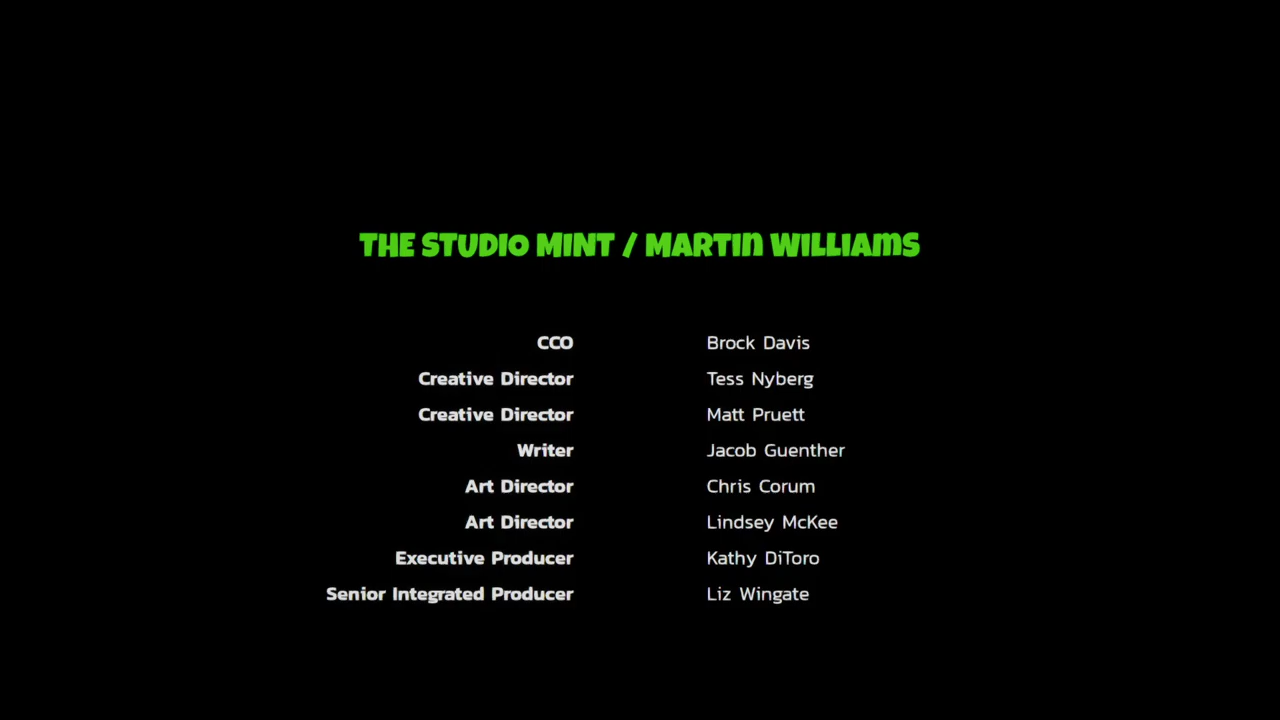 THE STUDIO MINT / MARTIN WILLIAMS
CCO Brock Davis
Creative Director Tess Nyberg
Creative Director Matt Pruett
Writer Jacob Guenther
Art Director Chris Corum
Art Director Lindsey McKee
Executive Producer Kathy DiToro
Senior Integrated Producer Liz Wingate